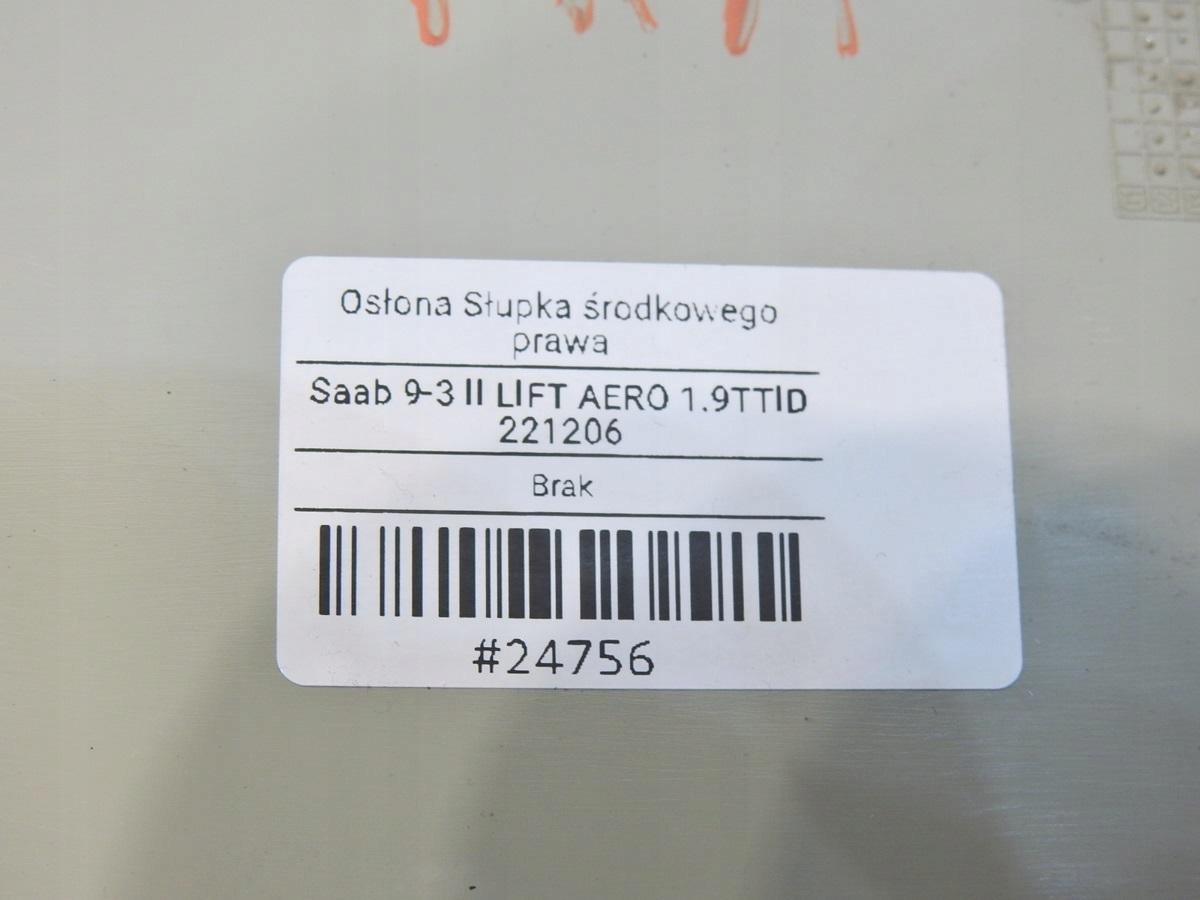 Osłona Słupka środkowego
prawa
Saab 9-3 II LIFT AERO 1.9TTID
221206
Brak
#24756